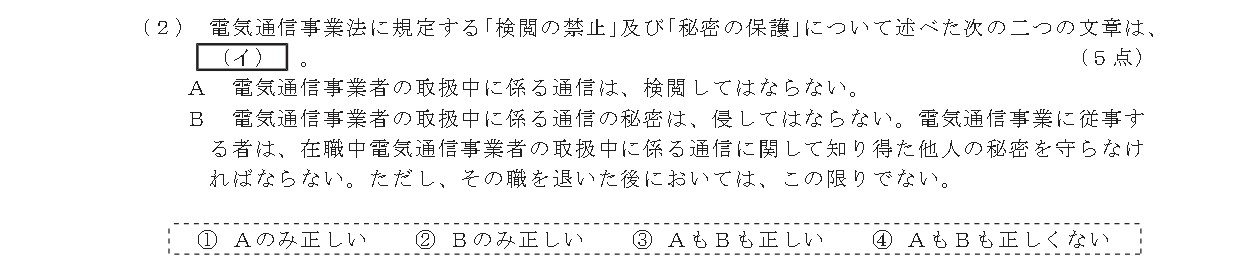 (２) 電気通信事業法に規定する「検閲の禁止」及び「秘密の保護」について述べた次の二つの文章は、
(イ) 。 (５点)
Ａ 電気通信事業者の取扱中に係る通信は、検閲してはならない。
Ｂ 電気通信事業者の取扱中に係る通信の秘密は、侵してはならない。電気通信事業に従事す
る者は、在職中電気通信事業者の取扱中に係る通信に関して知り得た他人の秘密を守らなけ
ればならない。ただし、その職を退いた後においては、この限りでない。
① Ａのみ正しい ② Ｂのみ正しい ③ ＡもＢも正しい ④ ＡもＢも正しくない